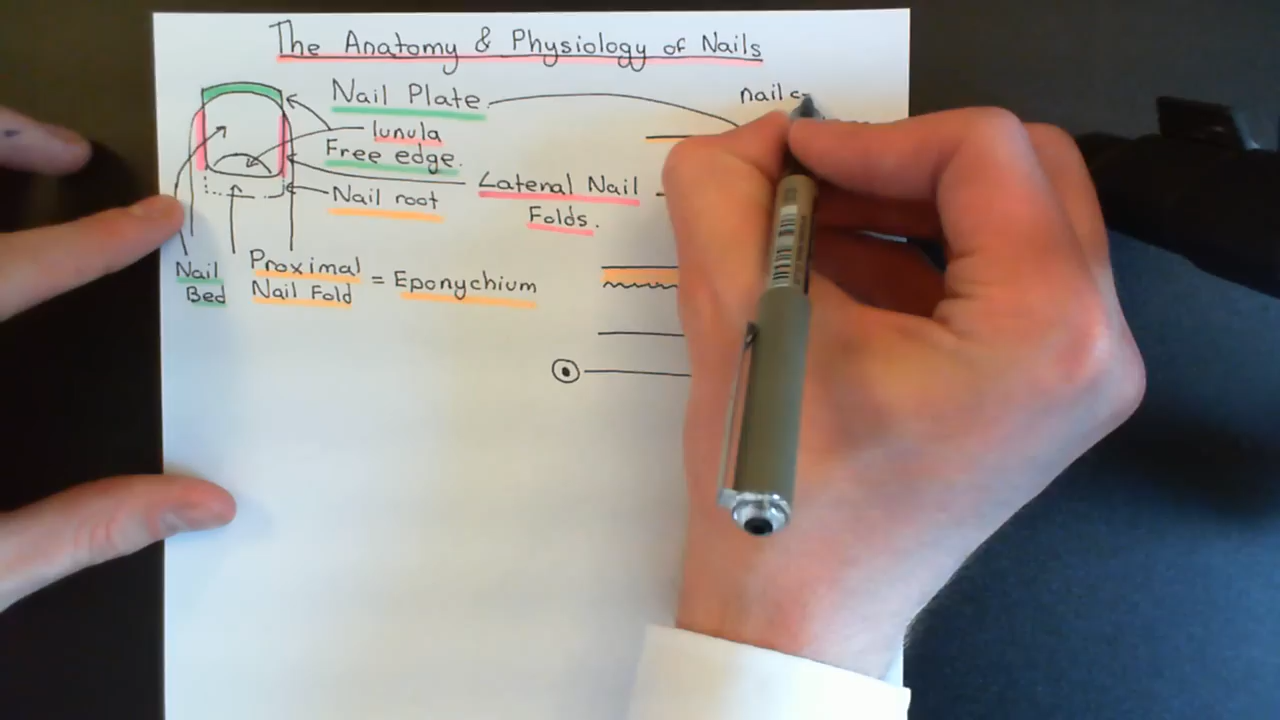 The Anatomy & Physiology of Nails
Nail Plate.
nail
lunula
Free edge.
Lateral Nail
Folds.
Nail root
Nail
Bed
Proximal
Nail Fold
= Eponychium